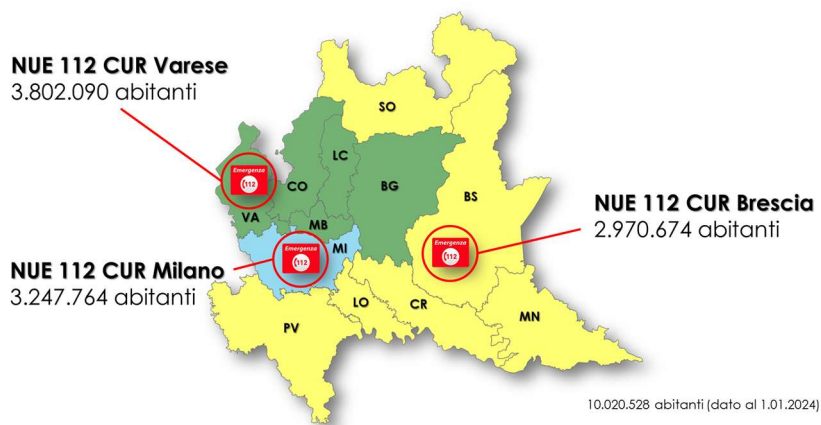 NUE 112 CUR Varese
3.802.090 abitanti
SO
LC
CO
BG
BS
Emergenza
112
VA
MB
NUE 112 CUR Brescia
2.970.674 abitanti
MI
Emergenza
112
Emergenza
112
NUE 112 CUR Milano
3.247.764 abitanti
LO
CR
MN
PV
10.020.528 abitanti (dato al 1.01.2024)